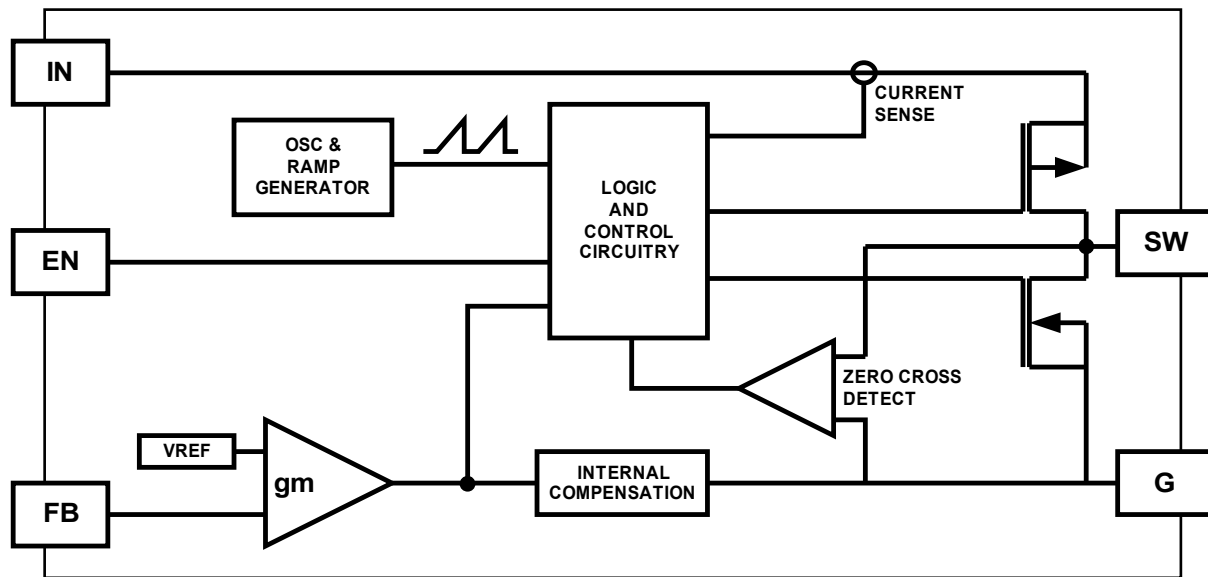 IN
CURRENT
SENSE
OSC &
RAMP
GENERATOR
LOGIC
AND
CONTROL
CIRCUITRY
EN
SW
ZERO CROSS
DETECT
VREF
gm
INTERNAL
COMPENSATION
FB
G